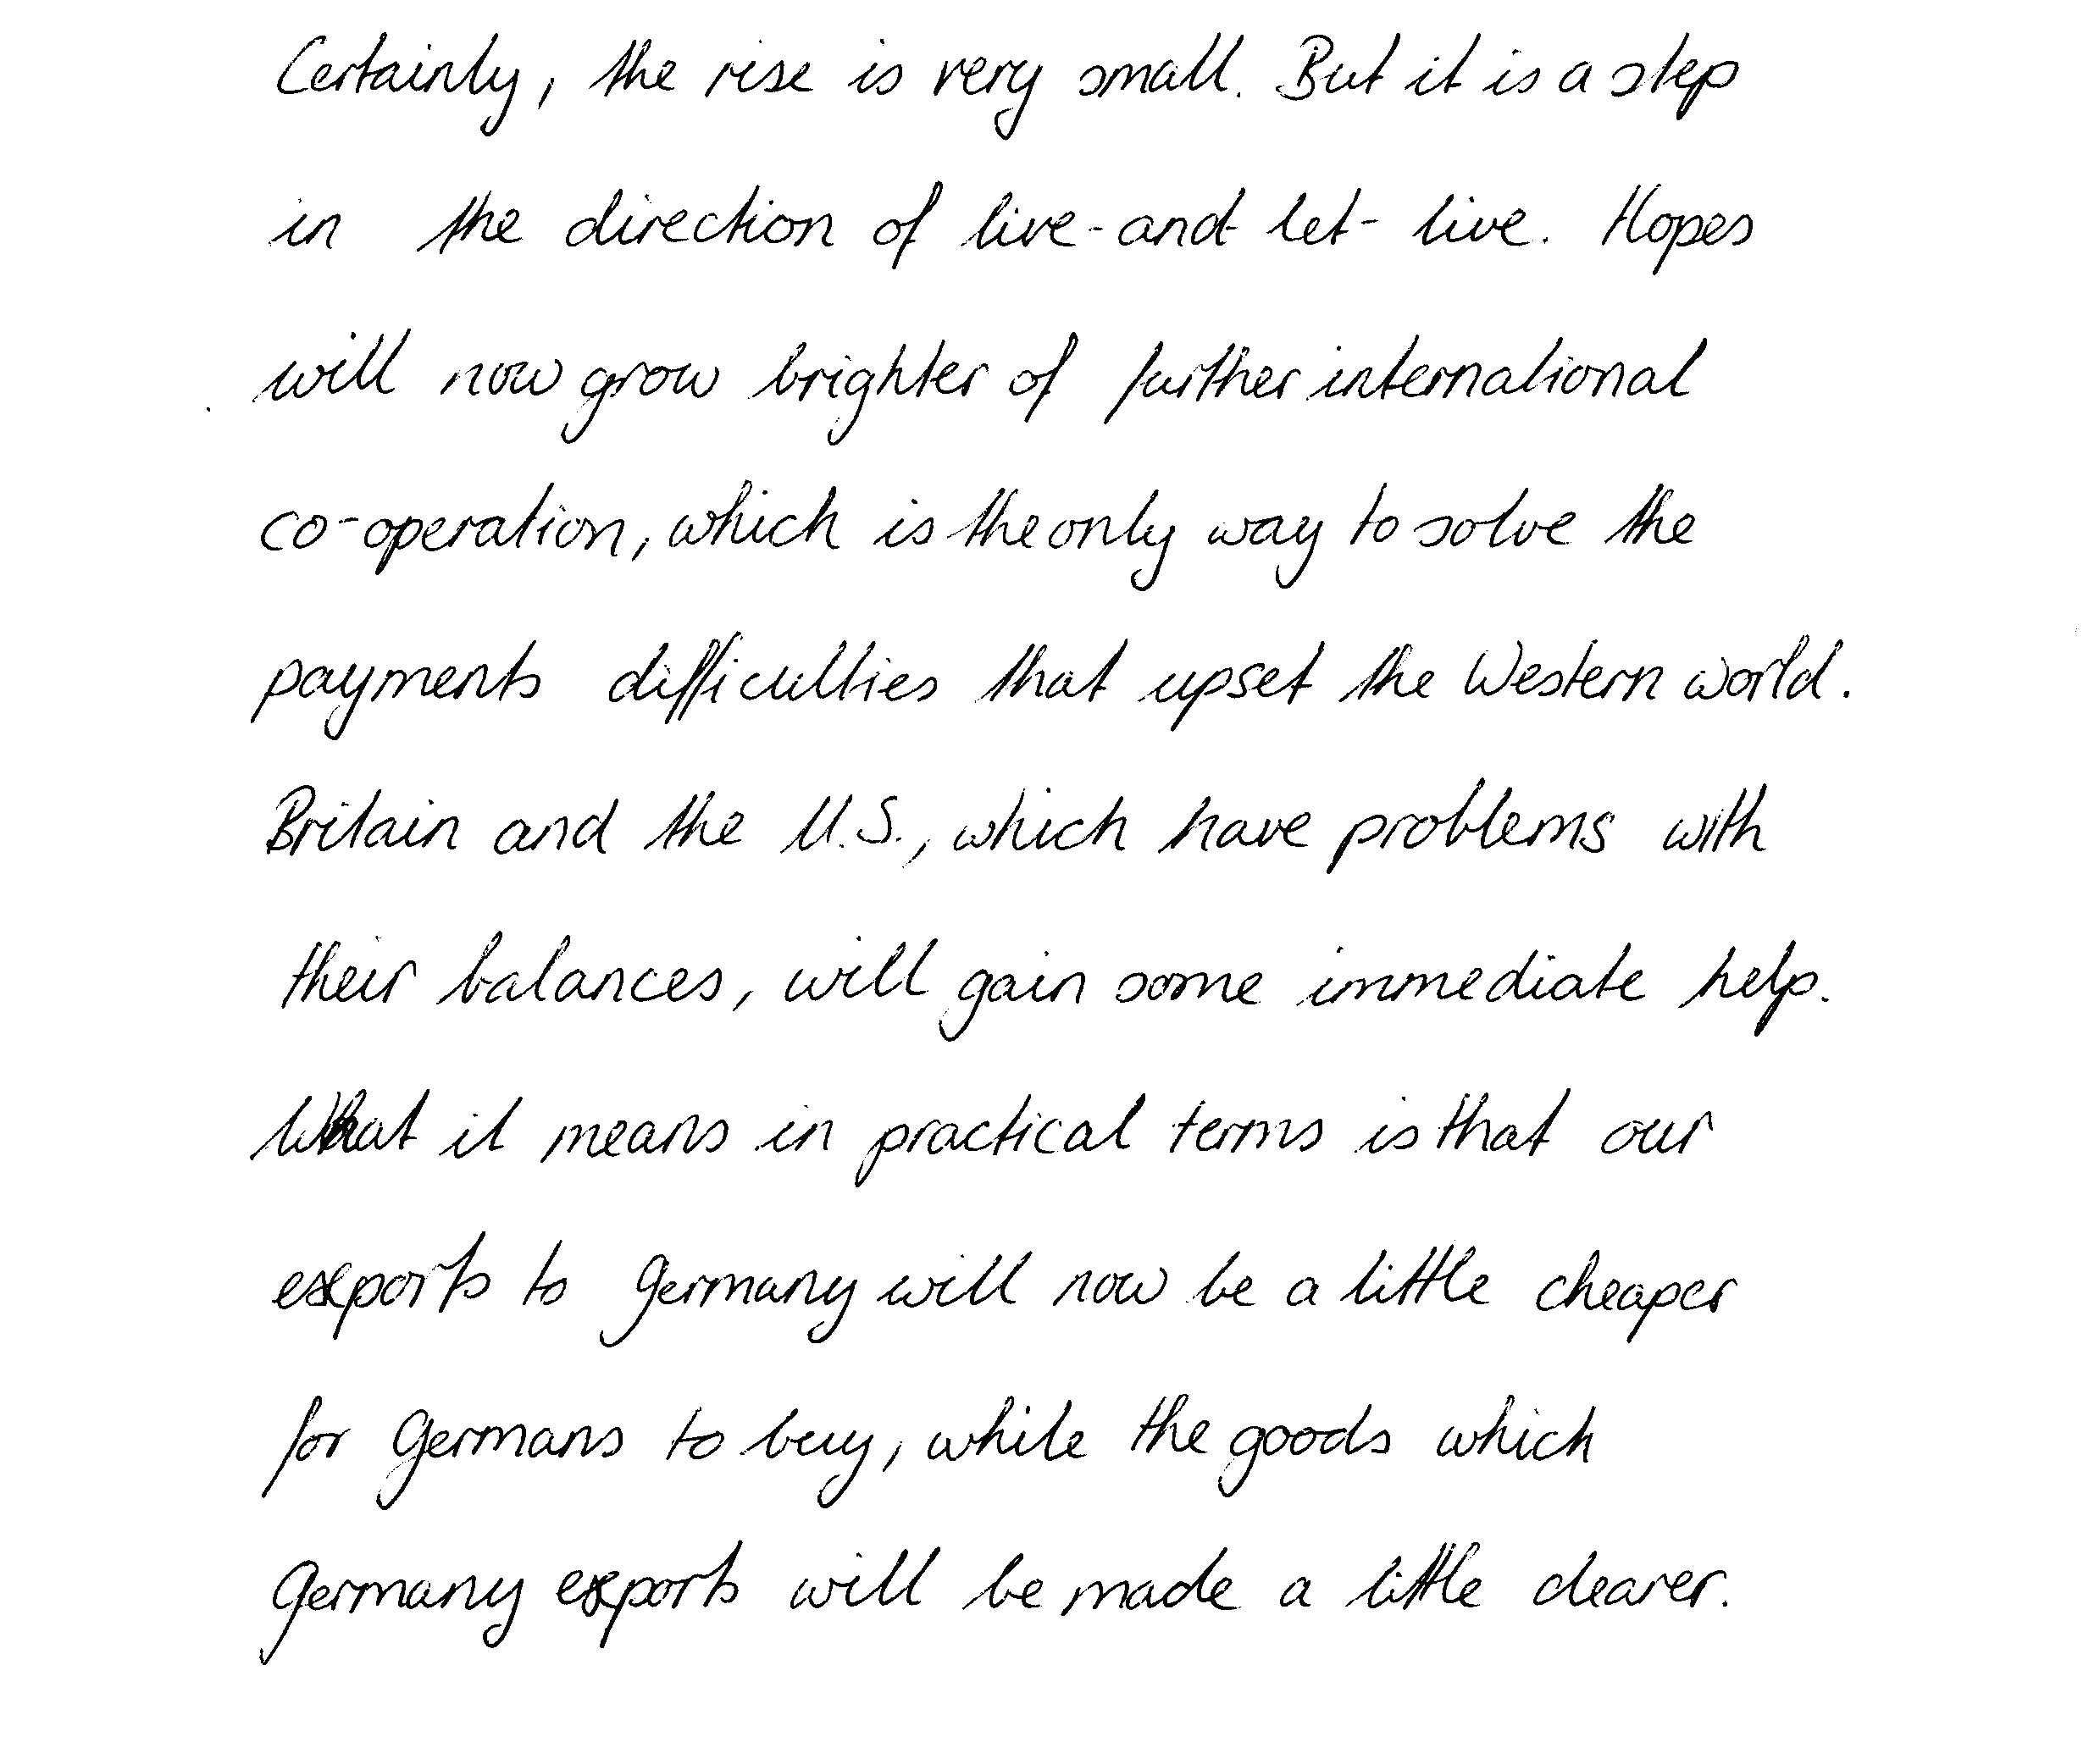 Certainly, the rise is very small. But it is a step
in the direction of live-and-let-live. Hopes
will now grow brighter of further international
co-operation, which is the only way to solve the
payments difficulties that upset the Western world.
Britain and the U.S., which have problems with
their balances, will gain some immediate help.
What it means in practical terms is that our
exports to Germany will now be a little cheaper
for Germans to buy, while the goods which
Germany exports will be made a little dearer.